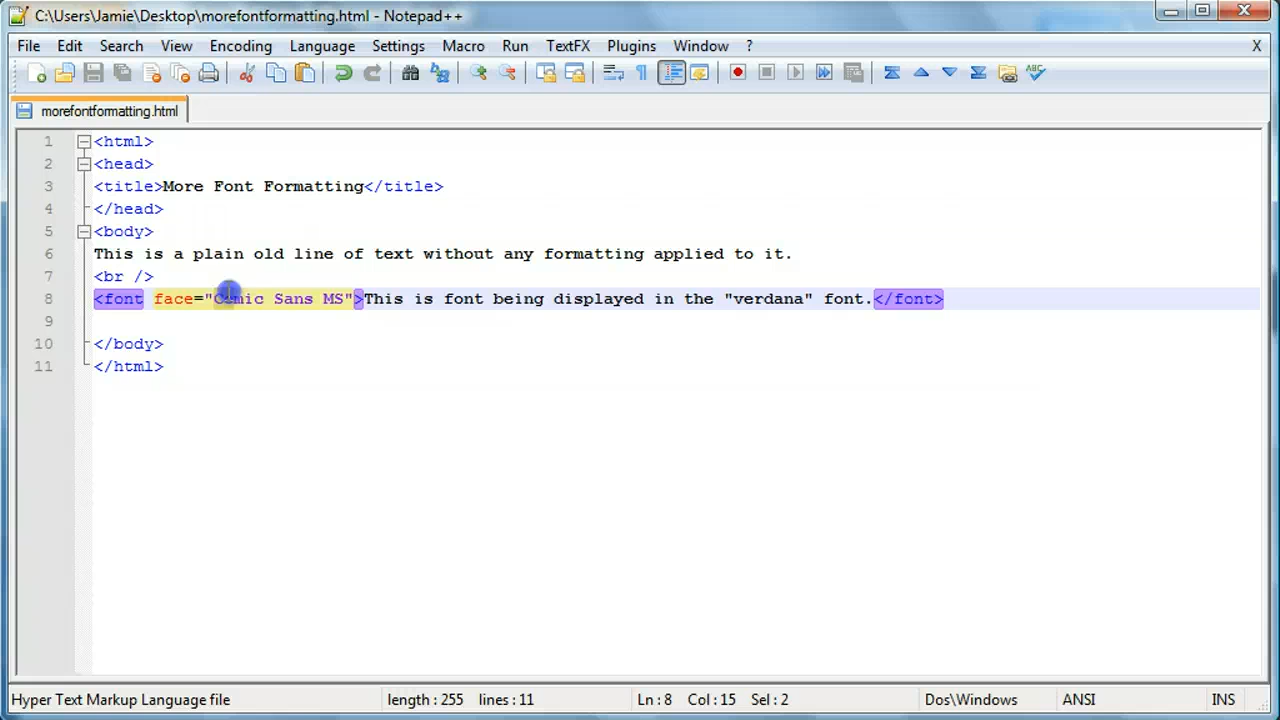 C:\Users\Jamie\Desktop\morefontformatting.html - Notepad++
File Edit Search View Encoding Language Settings Macro Run TextFX Plugins Window ? X
ABC
morefontformatting.html
1 <html>
2 <head>
3 <title>More Font Formatting</title>
4 </head>
5 <body>
6 This is a plain old line of text without any formatting applied to it.
7 <br />
8 <font face="Comic Sans MS">This is font being displayed in the "verdana" font.</font>
9
10 </body>
11 </html>
Hyper Text Markup Language file length : 255 lines : 11 Ln : 8 Col : 15 Sel : 2 Dos\Windows ANSI INS